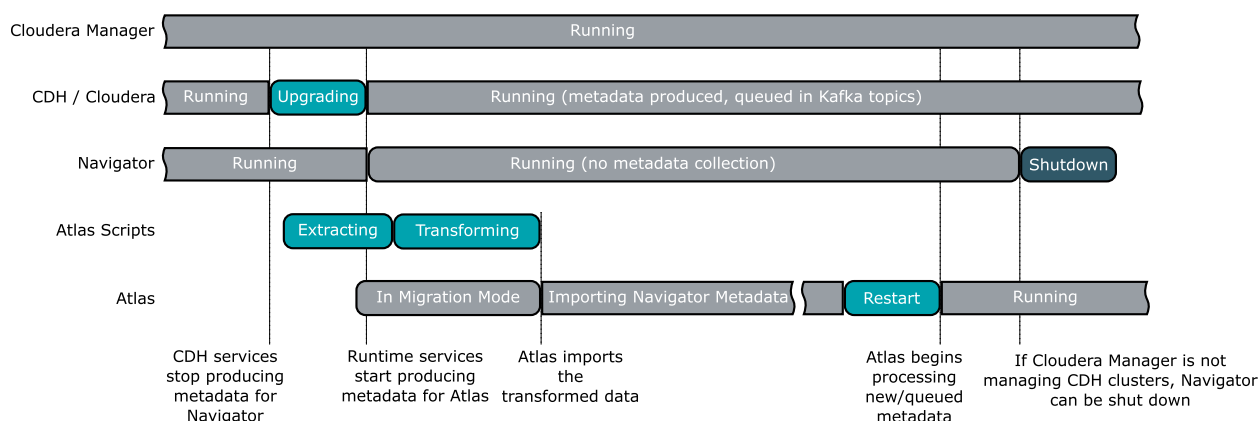 Cloudera Manager
Running
CDH / Cloudera
Running
Upgrading
Running (metadata produced, queued in Kafka topics)
Navigator
Running
Running (no metadata collection)
Shutdown
Atlas Scripts
Extracting
Transforming
Atlas
In Migration Mode
Importing Navigator Metadata
Restart
Running
CDH services
stop producing
metadata for
Navigator
Runtime services
start producing
metadata for Atlas
Atlas imports
the
transformed data
Atlas begins
processing
new/queued
metadata
If Cloudera Manager is not
managing CDH clusters, Navigator
can be shut down